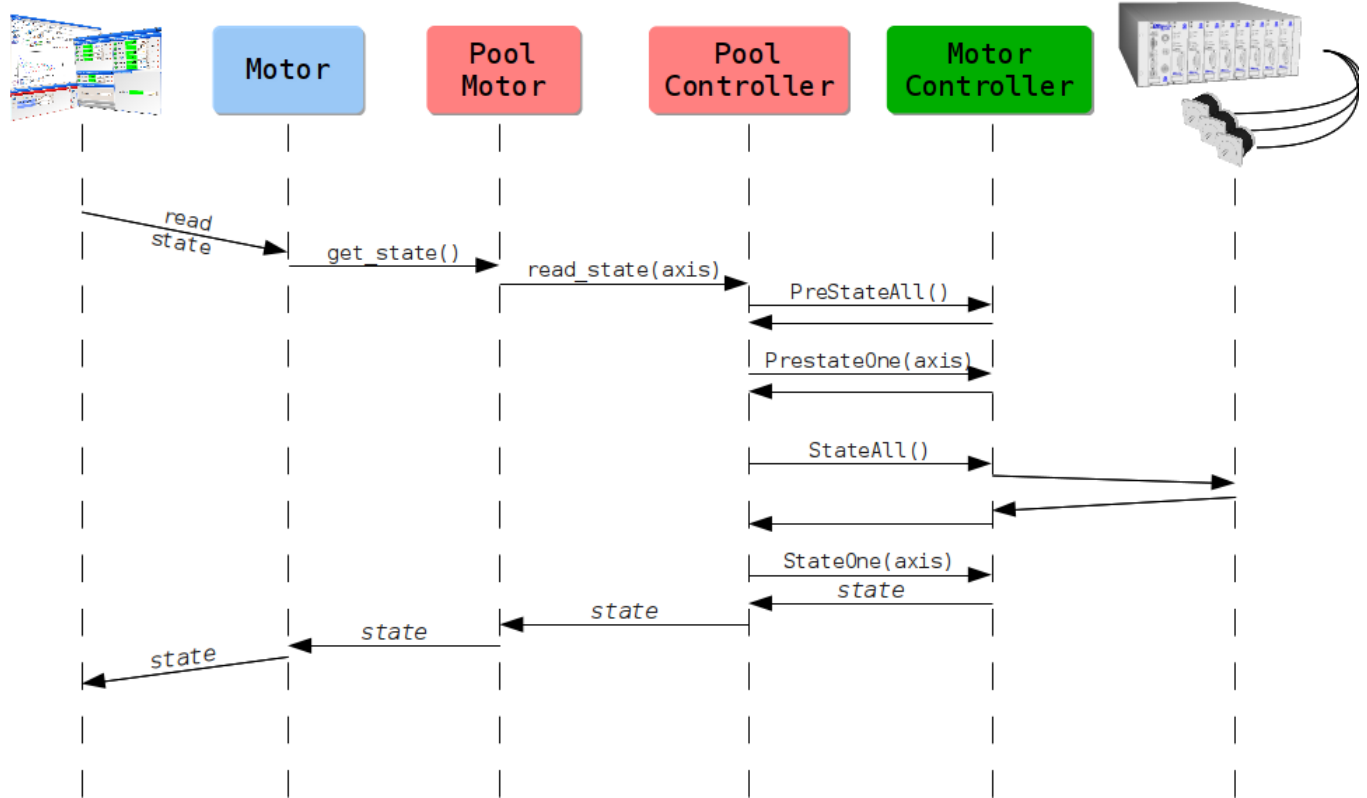 Motor
Pool
Motor
Pool
Controller
Motor
Controller
read
state
get_state()
read_state(axis)
PreStateAll()
PrestateOne(axis)
StateAll()
StateOne(axis)
state
state
state
state